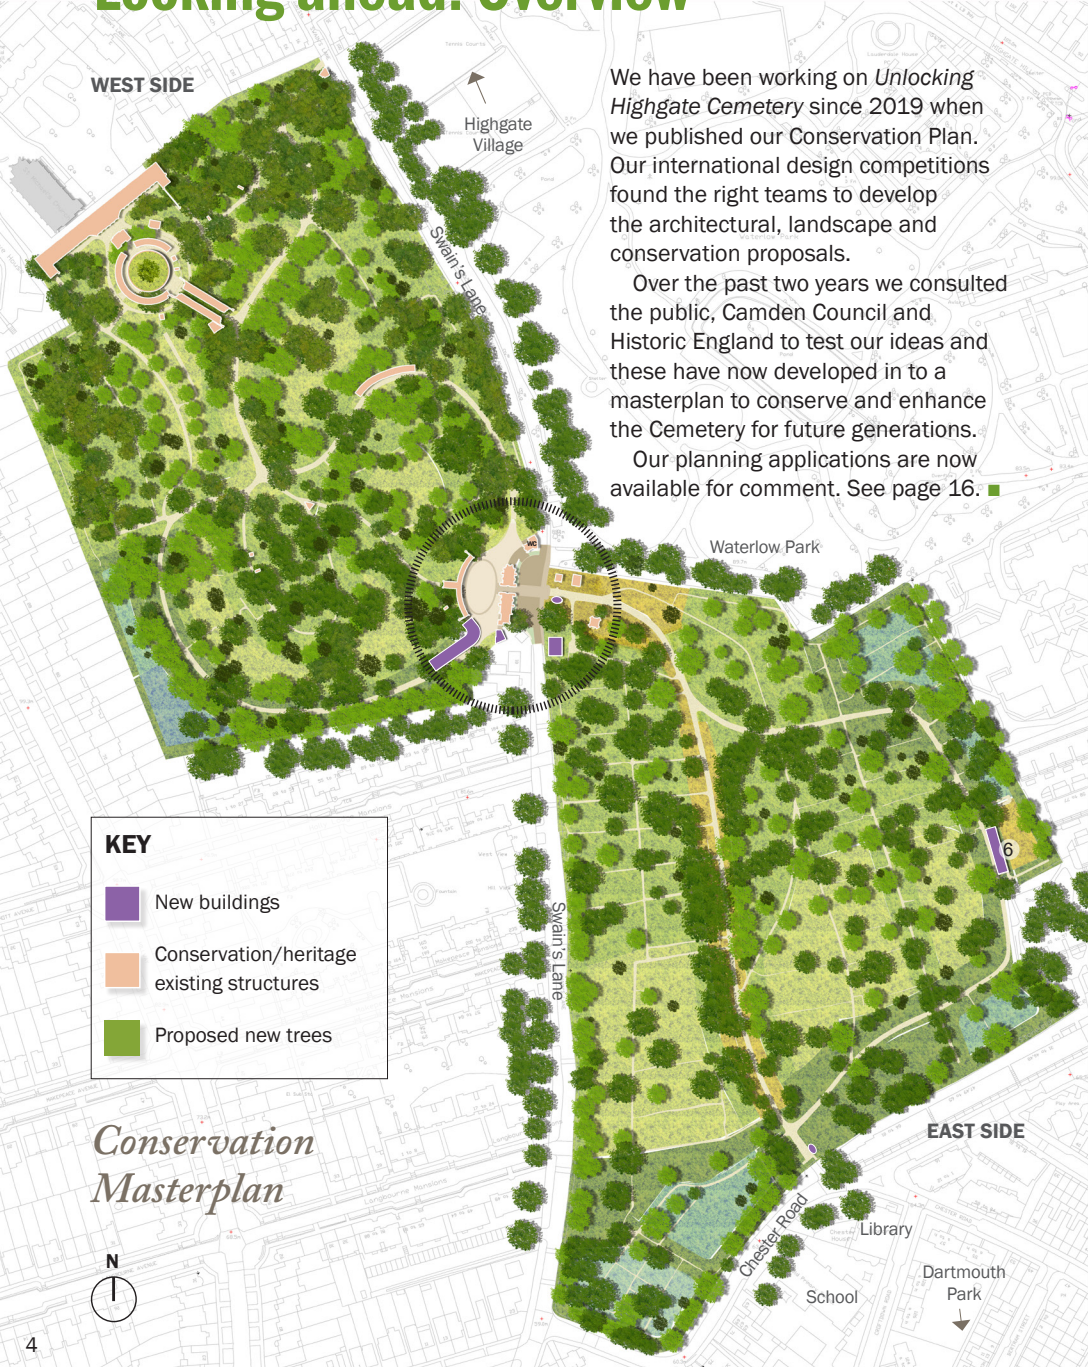 Looking ahead: Overview
WEST SIDE
Highgate
Village
Swain's Lane
We have been working on Unlocking
Highgate Cemetery since 2019 when
we published our Conservation Plan.
Our international design competitions
found the right teams to develop
the architectural, landscape and
conservation proposals.
Over the past two years we consulted
the public, Camden Council and
Historic England to test our ideas and
these have now developed in to a
masterplan to conserve and enhance
the Cemetery for future generations.
Our planning applications are now
available for comment. See page 16.
WC
Waterlow Park
6
KEY
New buildings
Conservation/heritage
existing structures
Proposed new trees
Swain's Lane
Conservation
Masterplan
EAST SIDE
Chester Road
Library
School
Dartmouth
Park
N
4